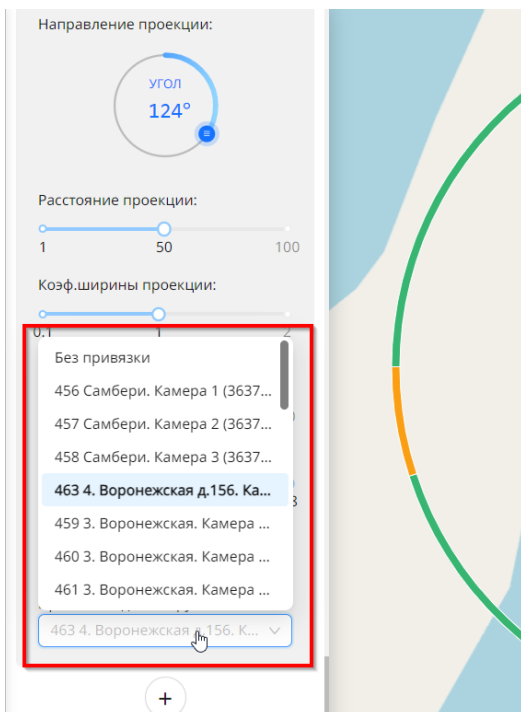 Направление проекции:
УГОЛ
124°
Расстояние проекции:
1 50 100
Коэф.ширины проекции:
0.1 1 2
Без привязки
456 Самбери. Камера 1 (3637...
457 Самбери. Камера 2 (3637...
458 Самбери. Камера 3 (3637...
463 4. Воронежская д.156. Ка...
459 3. Воронежская. Камера ...
460 3. Воронежская. Камера ...
461 3. Воронежская. Камера ...
463 4. Воронежская д.156. К...
+